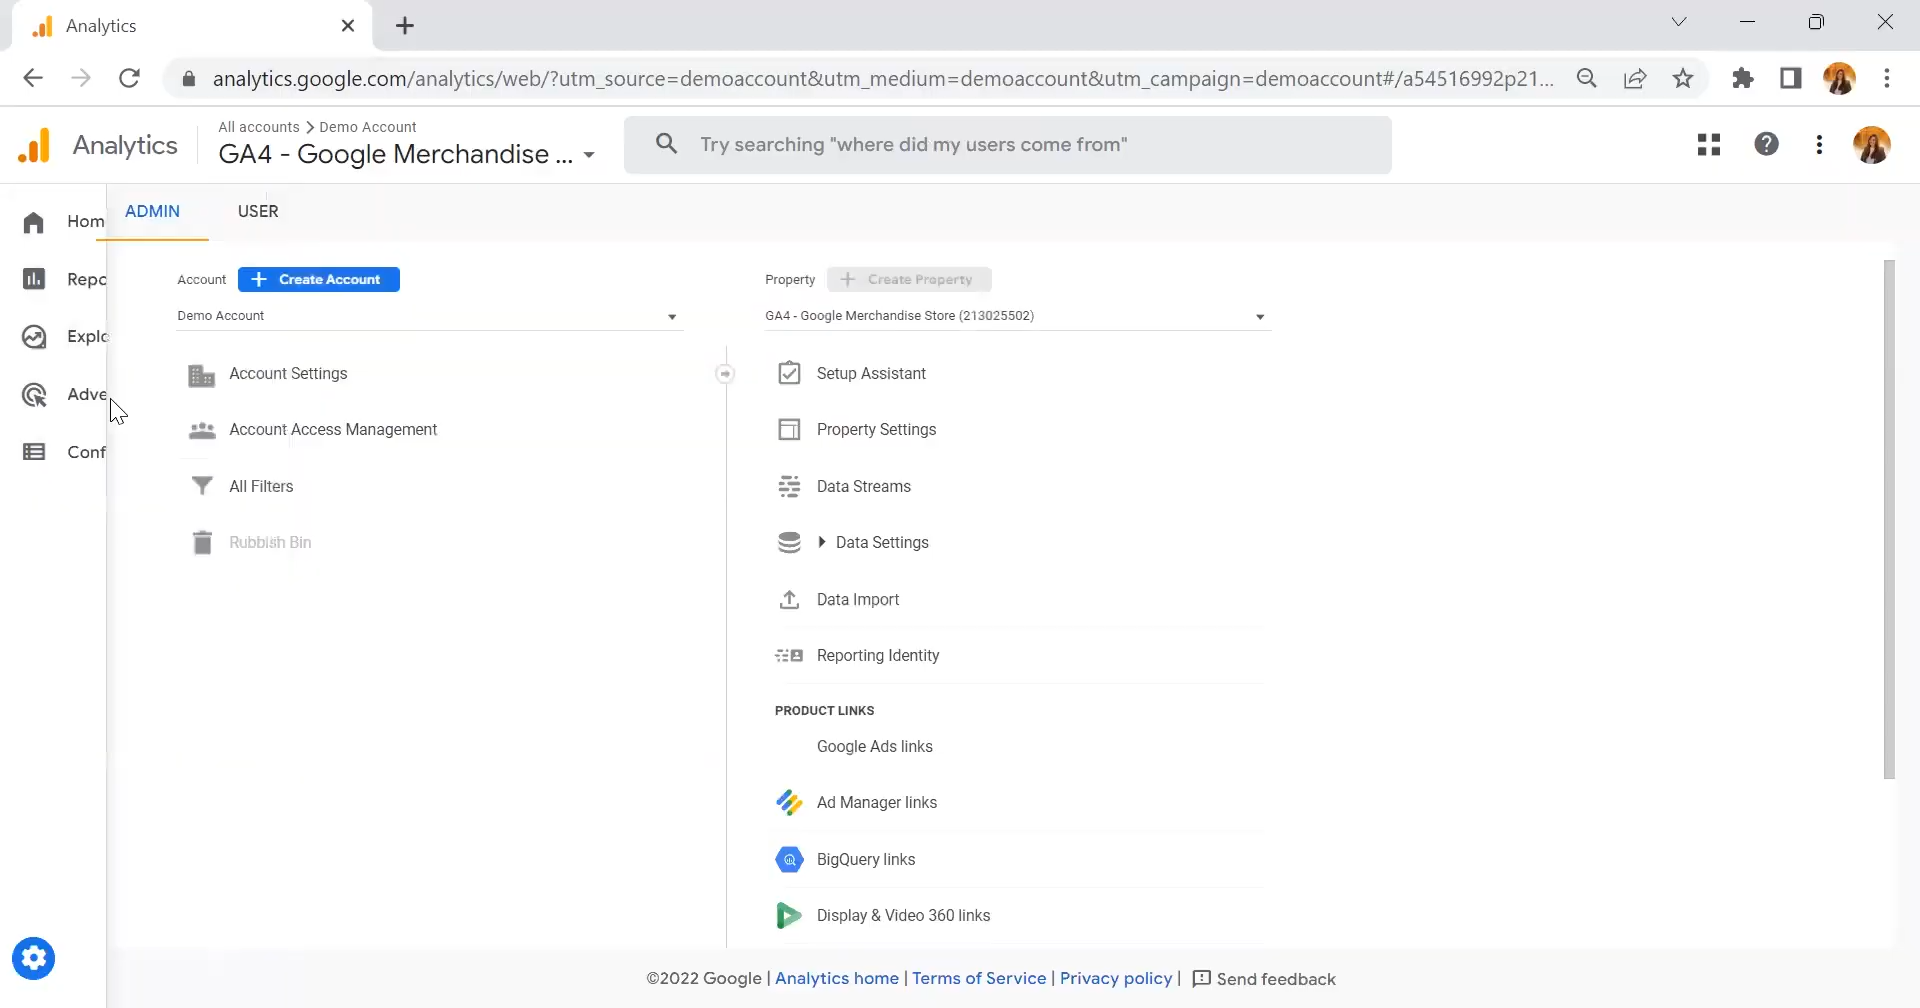 Analytics
analytics.google.com/analytics/web/?utm_source=demoaccount&utm_medium=demoaccount&utm_campaign=demoaccount#/a54516992p21...
Analytics
All accounts > Demo Account
GA4 - Google Merchandise ...
Try searching "where did my users come from"
Hom
Repo
Explo
Adve
Conf
ADMIN
USER
Account
+ Create Account
Demo Account
Account Settings
Account Access Management
All Filters
Rubbish Bin
Property
+ Create Property
GA4 - Google Merchandise Store (213025502)
Setup Assistant
Property Settings
Data Streams
Data Settings
Data Import
Reporting Identity
PRODUCT LINKS
Google Ads links
Ad Manager links
BigQuery links
Display & Video 360 links
©2022 Google | Analytics home | Terms of Service | Privacy policy | Send feedback